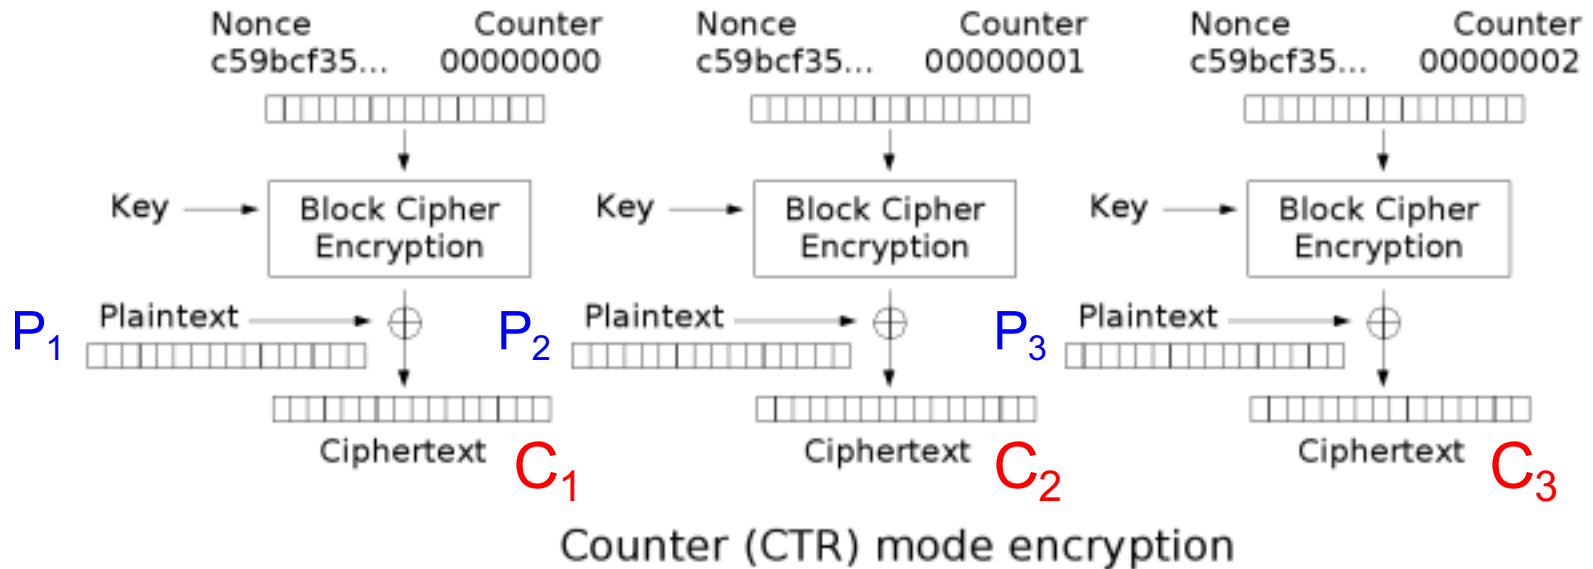 Nonce Counter Nonce Counter Nonce Counter
c59bcf35... 00000000 c59bcf35... 00000001 c59bcf35... 00000002
Key Block Cipher Encryption Key Block Cipher Encryption Key Block Cipher Encryption
P1 Plaintext P2 Plaintext P3 Plaintext
Ciphertext C1 Ciphertext C2 Ciphertext C3
Counter (CTR) mode encryption